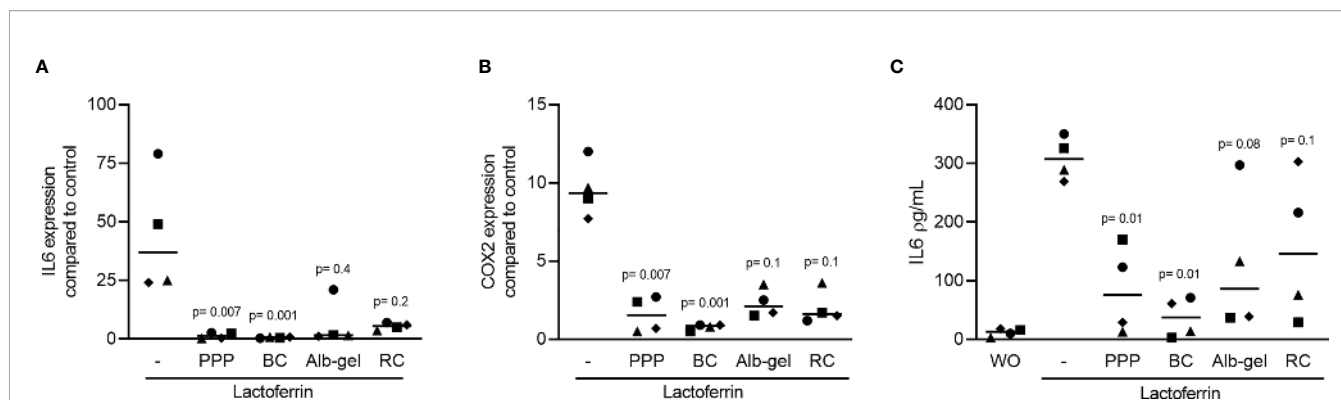 A
IL6 expression
compared to control
100
75
50
25
0
p= 0.007
p= 0.001
p= 0.4
p= 0.2
- PPP BC Alb-gel RC
Lactoferrin
B
COX2 expression
compared to control
15
10
5
0
p= 0.007
p= 0.001
p= 0.1
p= 0.1
- PPP BC Alb-gel RC
Lactoferrin
C
IL6 ρg/mL
400
300
200
100
0
p= 0.01
p= 0.01
p= 0.08
p= 0.1
WO - PPP BC Alb-gel RC
Lactoferrin